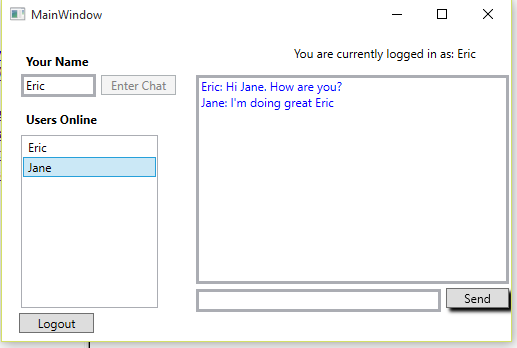 MainWindow
You are currently logged in as: Eric
Your Name
Eric
Enter Chat
Users Online
Eric
Jane
Eric: Hi Jane. How are you?
Jane: I'm doing great Eric
Send
Logout